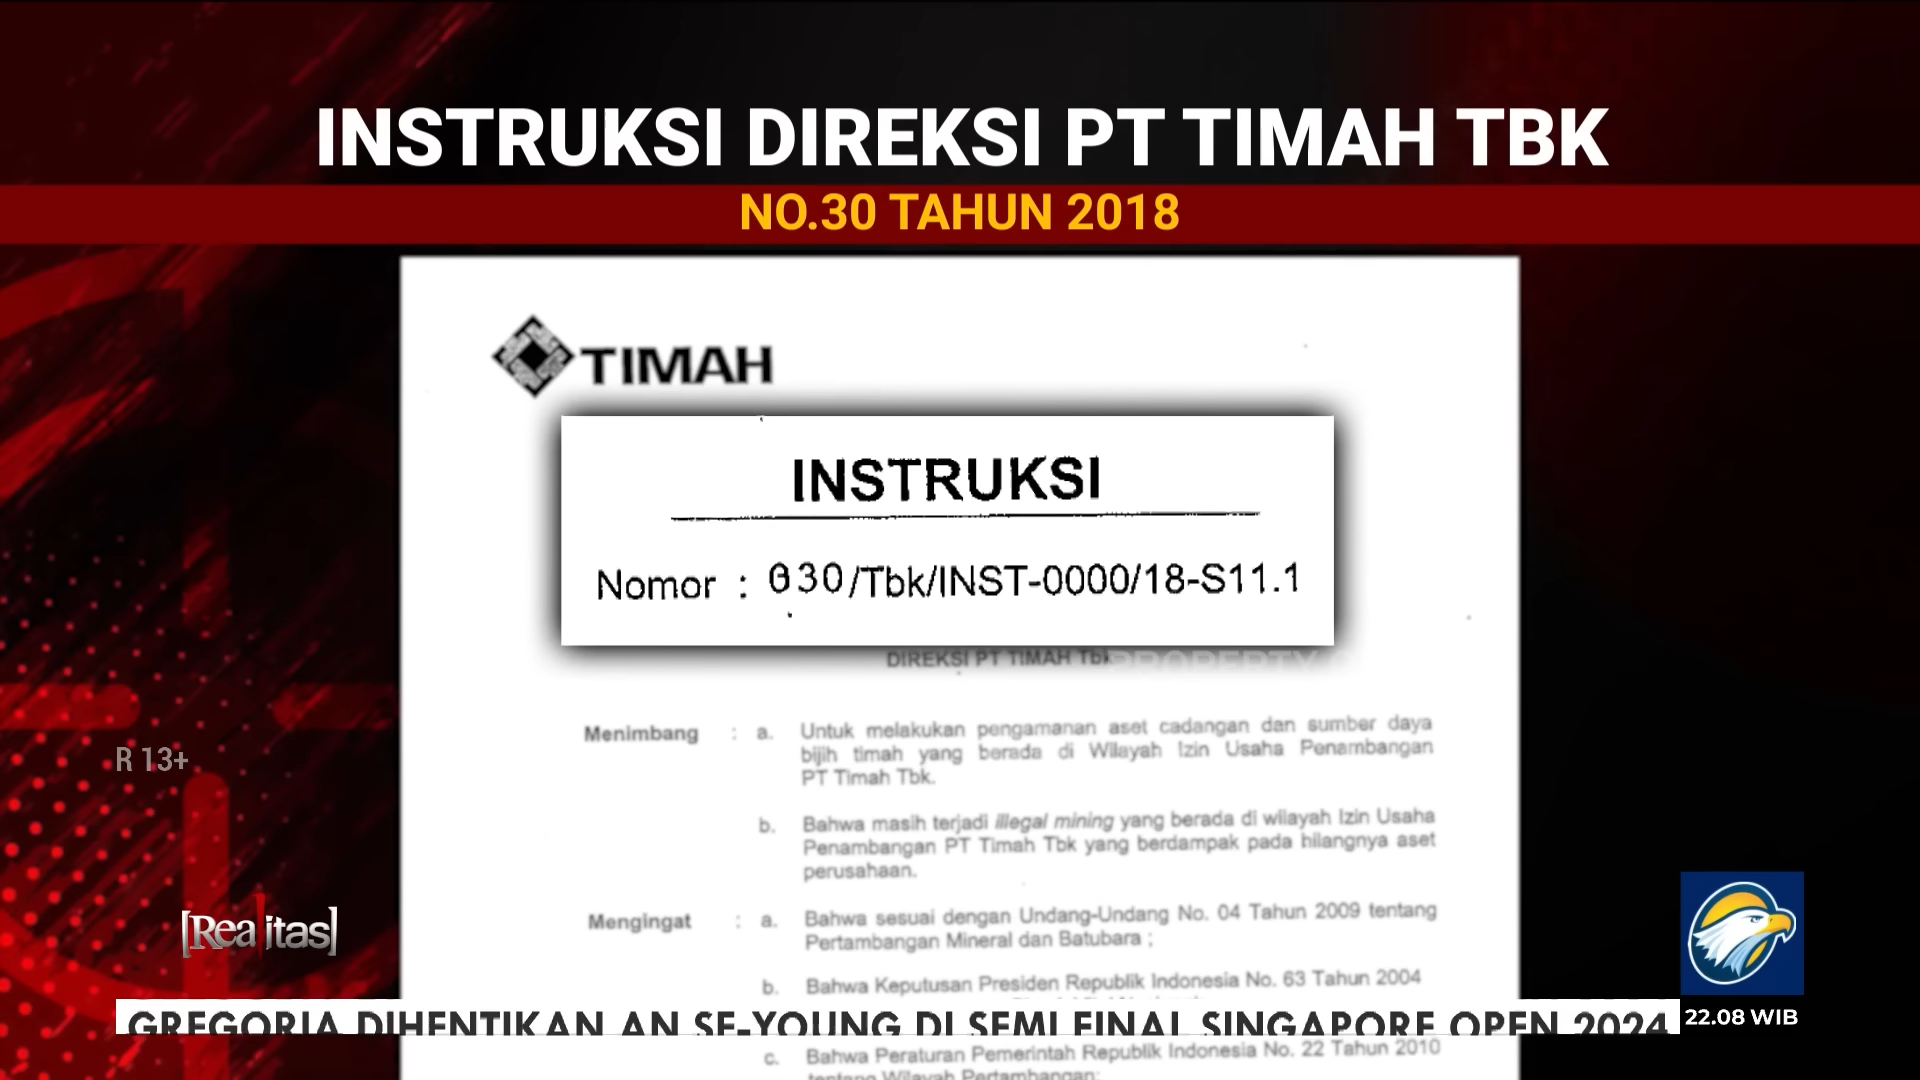 INSTRUKSI DIREKSI PT TIMAH TBK
NO.30 TAHUN 2018
TIMAH
INSTRUKSI
Nomor : 030/Tbk/INST-0000/18-S11.1
DIREKSI PT TIMAH Tbk
PROPERTY
Menimbang : a. Untuk melakukan pengamanan aset cadangan dan sumber daya
bijih timah yang berada di Wilayah Izin Usaha Penambangan
PT Timah Tbk.
b. Bahwa masih terjadi illegal mining yang berada di wilayah Izin Usaha
Penambangan PT Timah Tbk yang berdampak pada hilangnya aset
perusahaan.
Mengingat : a. Bahwa sesuai dengan Undang-Undang No. 04 Tahun 2009 tentang
Pertambangan Mineral dan Batubara ;
b. Bahwa Keputusan Presiden Republik Indonesia No. 63 Tahun 2004
c. Bahwa Peraturan Pemerintah Republik Indonesia No. 22 Tahun 2010
tentang Wilayah Pertambangan;
R 13+
[Realitas]
GREGORIA DIHENTIKAN AN SE-YOUNG DI SEMI FINAL SINGAPORE OPEN 2024
22.08 WIB